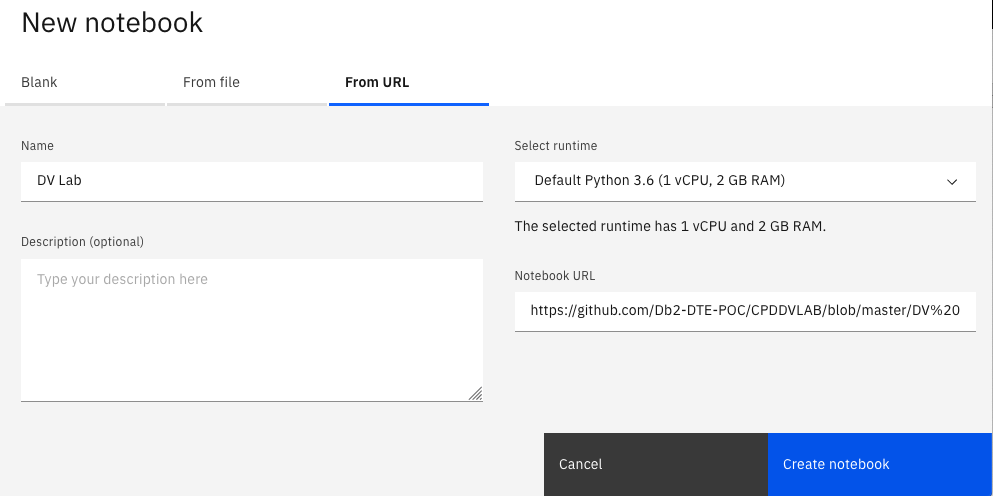 New notebook
Blank
From file
From URL
Name
DV Lab
Description (optional)
Type your description here
Select runtime
Default Python 3.6 (1 vCPU, 2 GB RAM)
The selected runtime has 1 vCPU and 2 GB RAM.
Notebook URL
https://github.com/Db2-DTE-POC/CPDDVLAB/blob/master/DV%20
Cancel
Create notebook